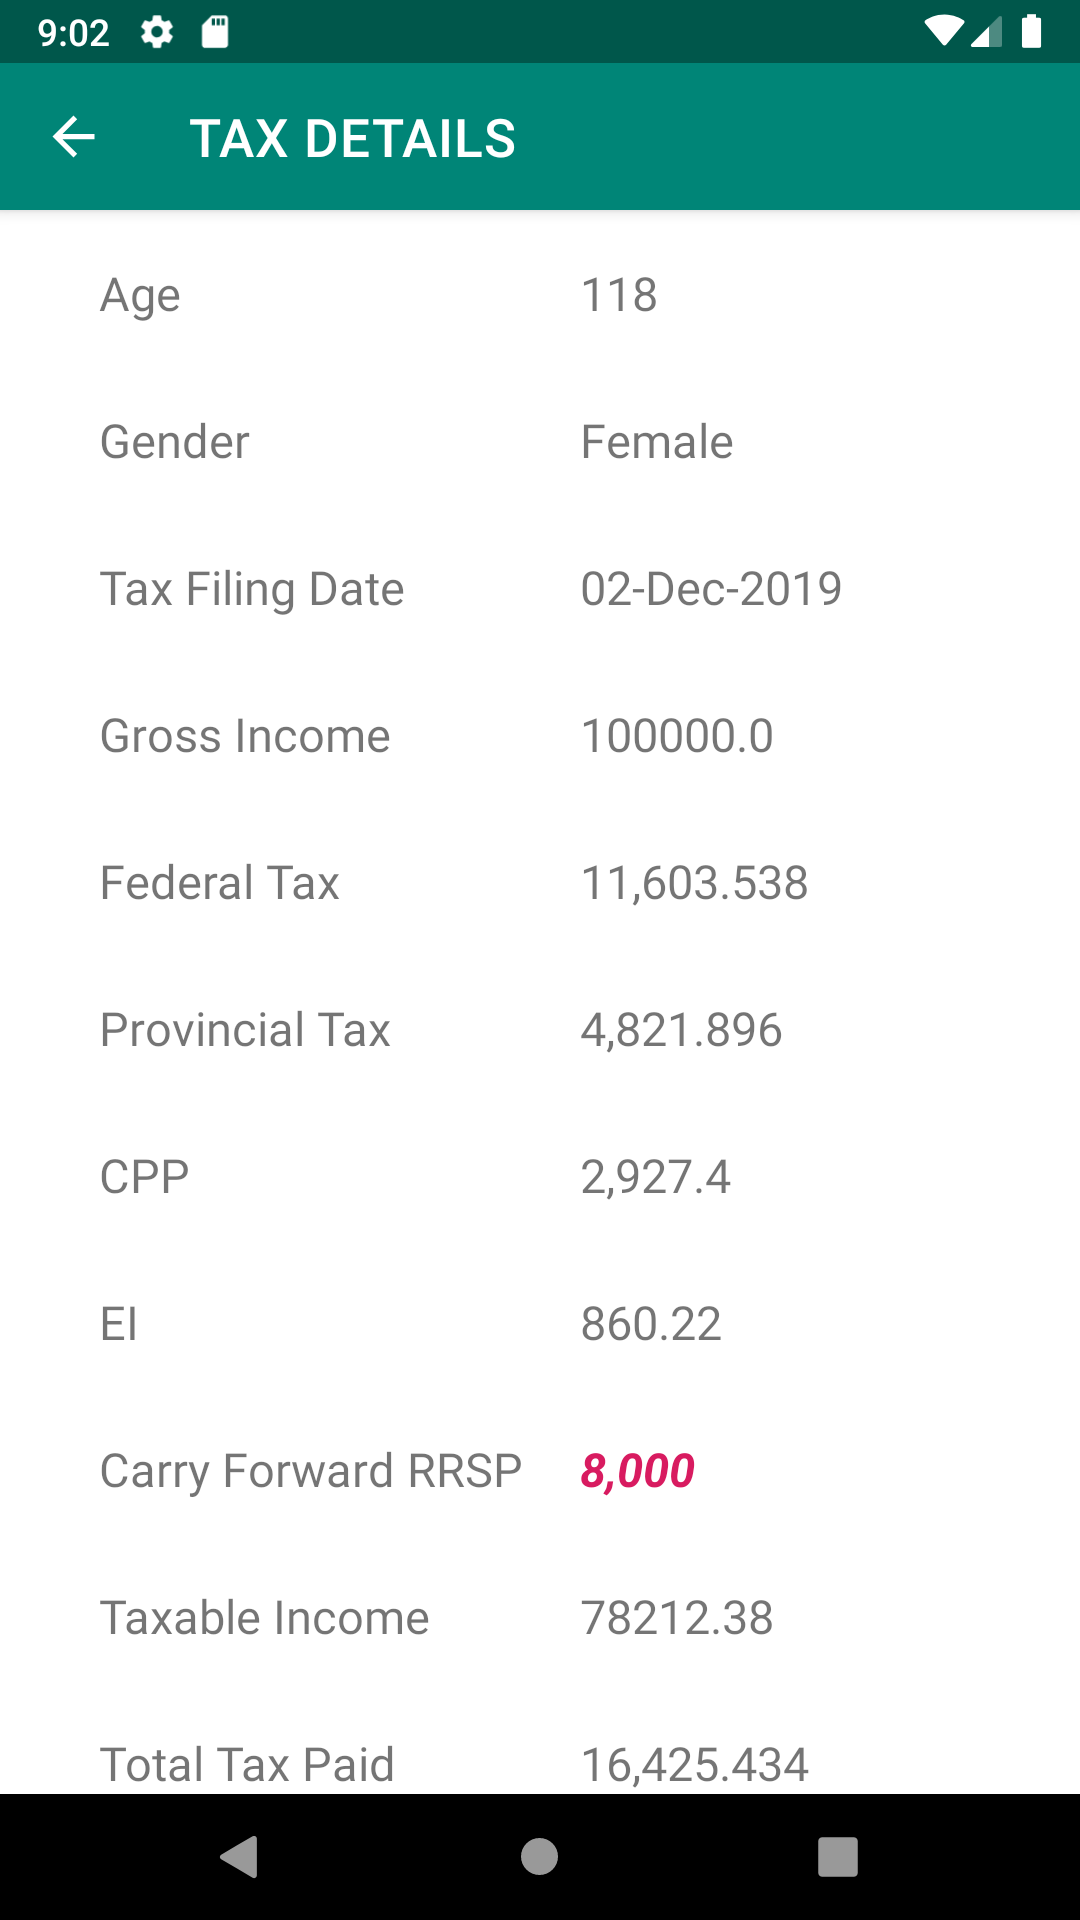 9:02
TAX DETAILS
Age 118
Gender Female
Tax Filing Date 02-Dec-2019
Gross Income 100000.0
Federal Tax 11,603.538
Provincial Tax 4,821.896
CPP 2,927.4
EI 860.22
Carry Forward RRSP 8,000
Taxable Income 78212.38
Total Tax Paid 16,425.434